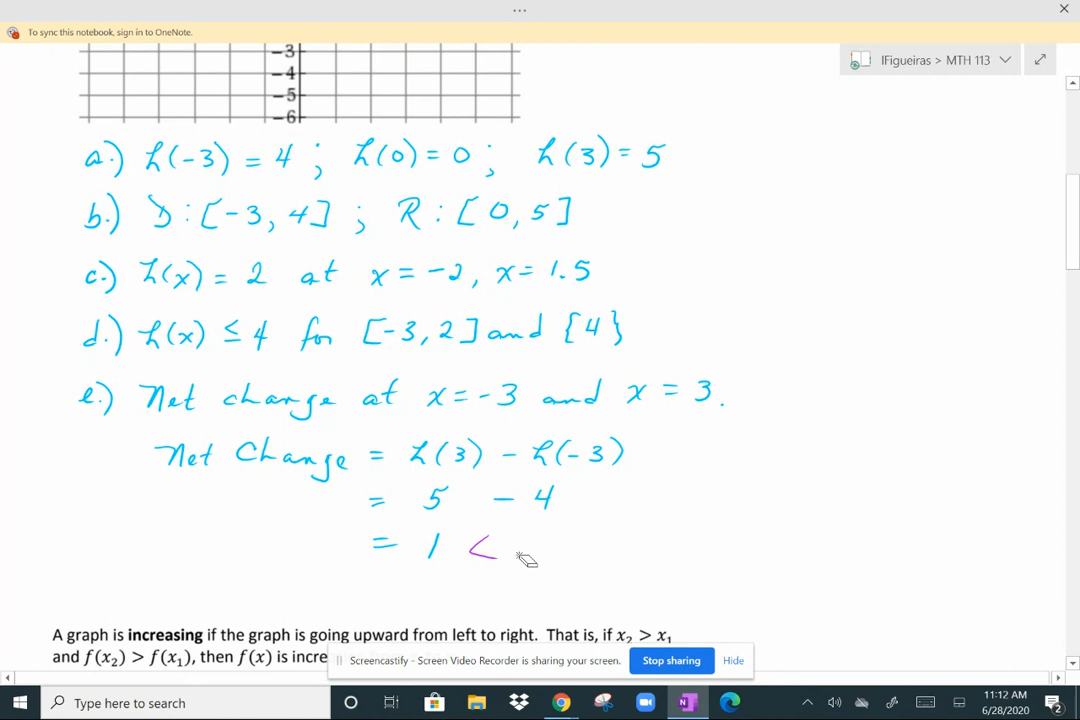 To sync this notebook, sign in to OneNote.
IFigueiras > MTH 113
-3
-4
-5
-6
a.) h(-3) = 4 ; h(0) = 0 ; h(3) = 5
b.) D : [-3, 4] ; R : [0, 5]
c.) h(x) = 2 at x = -2, x = 1.5
d.) h(x) ≤ 4 for [-3, 2] and {4}
e.) Net change at x = -3 and x = 3.
Net Change = h(3) - h(-3)
= 5 - 4
= 1 <
A graph is increasing if the graph is going upward from left to right. That is, if x₂ > x₁
and f(x₂) > f(x₁), then f(x) is incre
Screencastify - Screen Video Recorder is sharing your screen. Stop sharing Hide
Type here to search
11:12 AM
6/28/2020
2